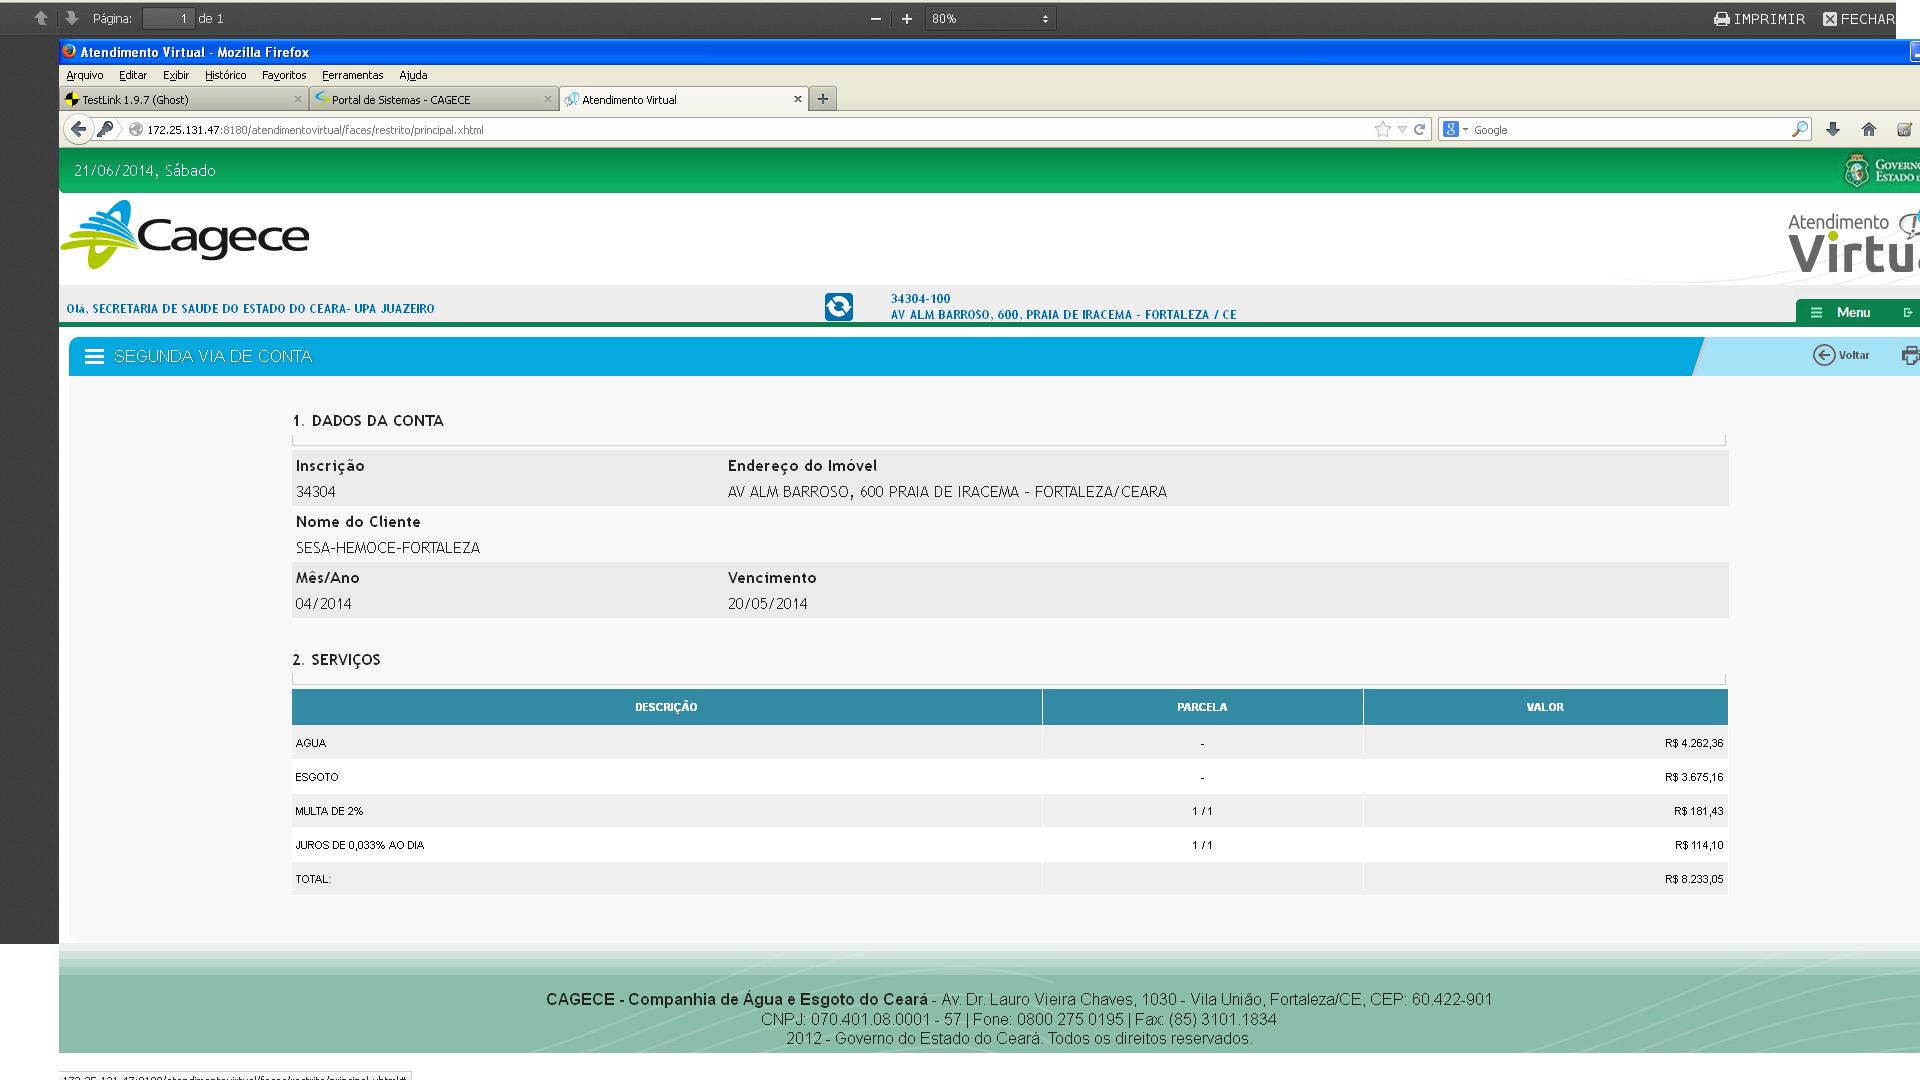 Página: 1 de 1 80% IMPRIMIR FECHAR
Atendimento Virtual - Mozilla Firefox
Arquivo Editar Exibir Histórico Favoritos Ferramentas Ajuda
TestLink 1.9.7 (Ghost) Portal de Sistemas - CAGECE Atendimento Virtual
172.25.131.47:8180/atendimentovirtual/faces/restrito/principal.xhtml Google
21/06/2014, Sábado
GOVERNO
ESTADO
Cagece
Atendimento
Virtua
Olá, SECRETARIA DE SAUDE DO ESTADO DO CEARA- UPA JUAZEIRO
34304-100
AV ALM BARROSO, 600, PRAIA DE IRACEMA - FORTALEZA / CE
Menu
SEGUNDA VIA DE CONTA
Voltar
1. DADOS DA CONTA
Inscrição Endereço do Imóvel
34304 AV ALM BARROSO, 600 PRAIA DE IRACEMA - FORTALEZA/CEARA
Nome do Cliente
SESA-HEMOCE-FORTALEZA
Mês/Ano Vencimento
04/2014 20/05/2014
2. SERVIÇOS
DESCRIÇÃO PARCELA VALOR
AGUA - R$ 4.262,36
ESGOTO - R$ 3.675,16
MULTA DE 2% 1 / 1 R$ 181,43
JUROS DE 0,033% AO DIA 1 / 1 R$ 114,10
TOTAL: R$ 8.233,05
CAGECE - Companhia de Água e Esgoto do Ceará - Av. Dr. Lauro Vieira Chaves, 1030 - Vila União, Fortaleza/CE, CEP: 60.422-901
CNPJ: 070.401.08.0001 - 57 | Fone: 0800 275 0195 | Fax: (85) 3101.1834
2012 - Governo do Estado do Ceará. Todos os direitos reservados.